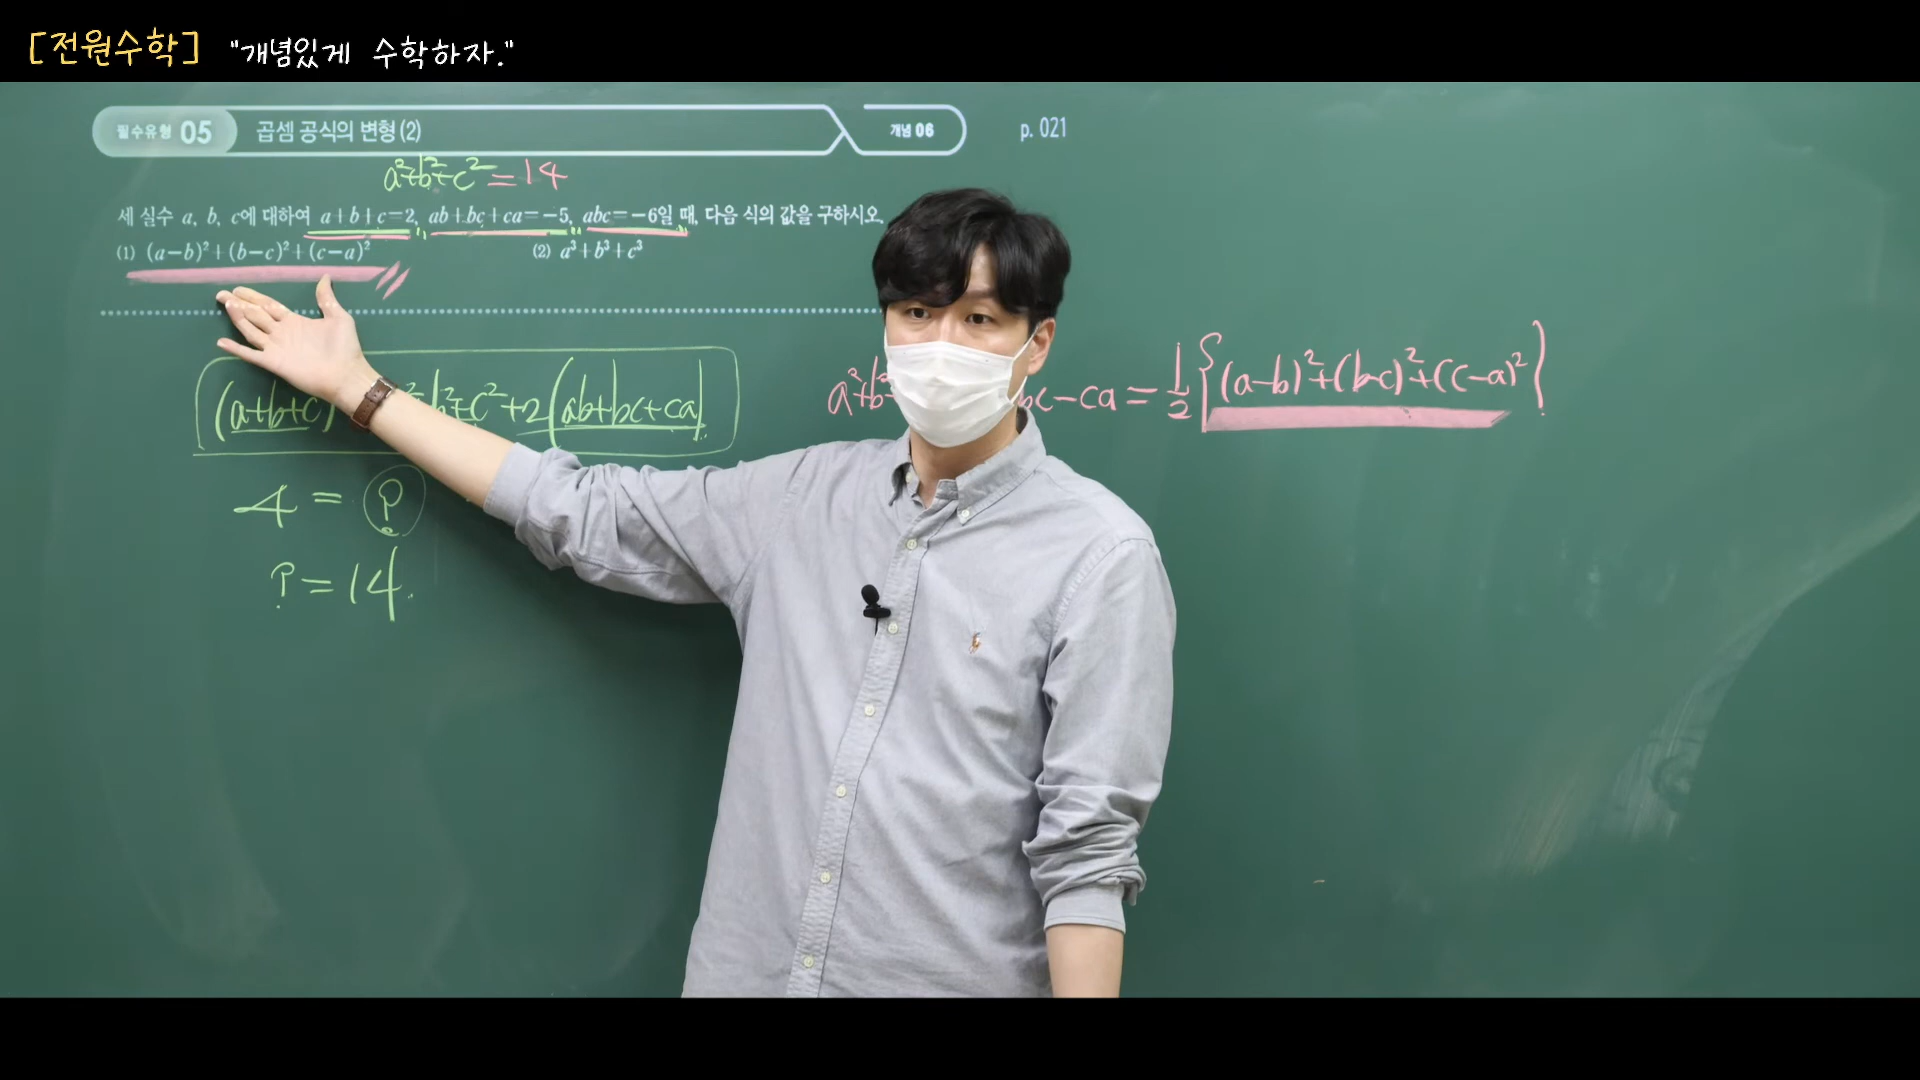 [전원수학] "개념있게 수학하자."
필수유형 05 곱셈 공식의 변형 (2) 개념 06 p. 021
a²+b²+c²=14
세 실수 a, b, c에 대하여 a+b+c=2, ab+bc+ca=-5, abc=-6일 때, 다음 식의 값을 구하시오.
(1) (a-b)²+(b-c)²+(c-a)² (2) a³+b³+c³
(a+b+c) b²+c²+2(ab+bc+ca)
a²+b² bc-ca=1/2{(a-b)²+(b-c)²+(c-a)²}
4 = ?
? = 14.